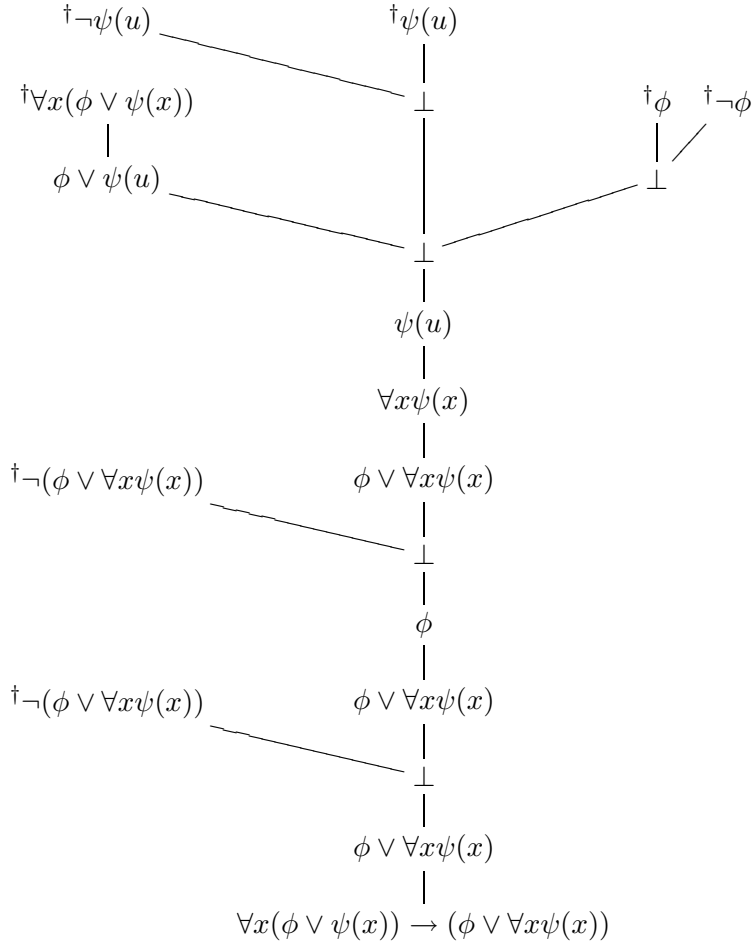 †¬ψ(u) †ψ(u)
⊥
†∀x(φ ∨ ψ(x)) †φ †¬φ
φ ∨ ψ(u) ⊥
⊥
ψ(u)
∀xψ(x)
†¬(φ ∨ ∀xψ(x)) φ ∨ ∀xψ(x)
⊥
φ
†¬(φ ∨ ∀xψ(x)) φ ∨ ∀xψ(x)
⊥
φ ∨ ∀xψ(x)
∀x(φ ∨ ψ(x)) → (φ ∨ ∀xψ(x))